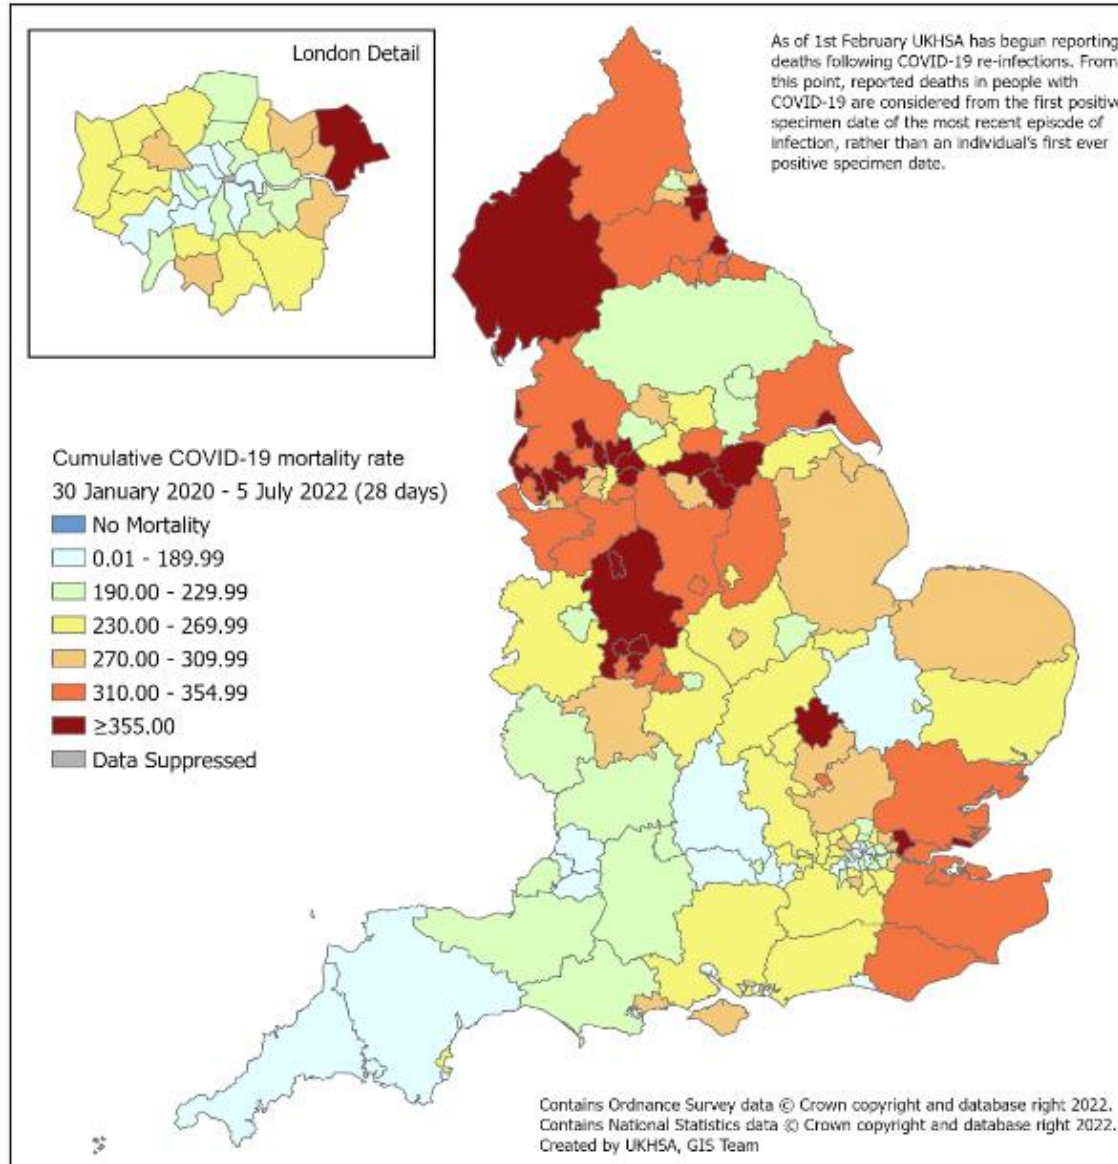 London Detail
As of 1st February UKHSA has begun reporting
deaths following COVID-19 re-infections. From
this point, reported deaths in people with
COVID-19 are considered from the first positive
specimen date of the most recent episode of
infection, rather than an individual's first ever
positive specimen date.
Cumulative COVID-19 mortality rate
30 January 2020 - 5 July 2022 (28 days)
No Mortality
0.01 - 189.99
190.00 - 229.99
230.00 - 269.99
270.00 - 309.99
310.00 - 354.99
≥355.00
Data Suppressed
Contains Ordnance Survey data © Crown copyright and database right 2022.
Contains National Statistics data © Crown copyright and database right 2022.
Created by UKHSA, GIS Team